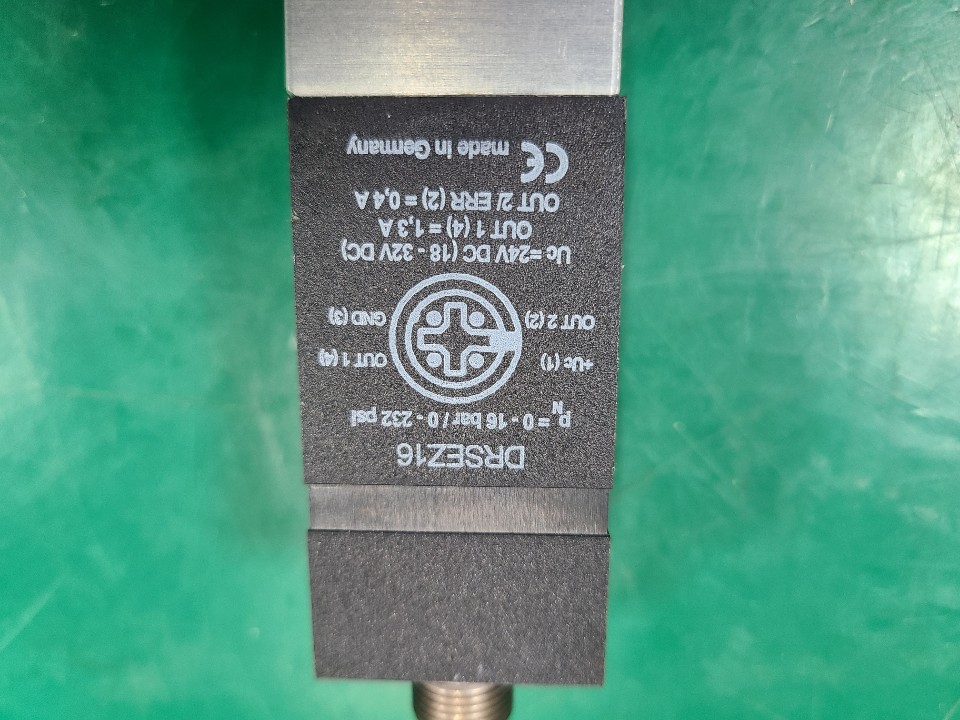 DRSEZ16
pN = 0 - 16 bar / 0 - 232 psi
+Uc (1) OUT 1 (4)
OUT 2 (2) GND (3)
Uc =24V DC (18 - 32V DC)
OUT 1 (4) = 1,3 A
OUT 2/ ERR (2) = 0,4 A
CE made in Germany